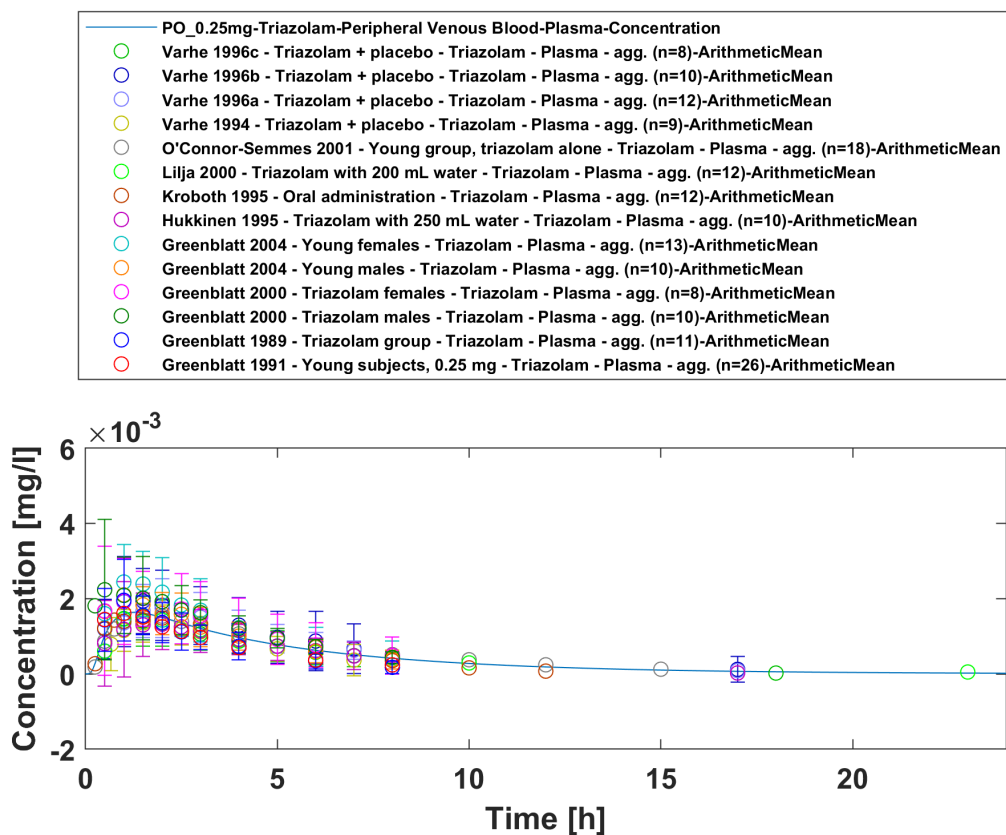 PO_0.25mg-Triazolam-Peripheral Venous Blood-Plasma-Concentration
Varhe 1996c - Triazolam + placebo - Triazolam - Plasma - agg. (n=8)-ArithmeticMean
Varhe 1996b - Triazolam + placebo - Triazolam - Plasma - agg. (n=10)-ArithmeticMean
Varhe 1996a - Triazolam + placebo - Triazolam - Plasma - agg. (n=12)-ArithmeticMean
Varhe 1994 - Triazolam + placebo - Triazolam - Plasma - agg. (n=9)-ArithmeticMean
O'Connor-Semmes 2001 - Young group, triazolam alone - Triazolam - Plasma - agg. (n=18)-ArithmeticMean
Lilja 2000 - Triazolam with 200 mL water - Triazolam - Plasma - agg. (n=12)-ArithmeticMean
Kroboth 1995 - Oral administration - Triazolam - Plasma - agg. (n=12)-ArithmeticMean
Hukkinen 1995 - Triazolam with 250 mL water - Triazolam - Plasma - agg. (n=10)-ArithmeticMean
Greenblatt 2004 - Young females - Triazolam - Plasma - agg. (n=13)-ArithmeticMean
Greenblatt 2004 - Young males - Triazolam - Plasma - agg. (n=10)-ArithmeticMean
Greenblatt 2000 - Triazolam females - Triazolam - Plasma - agg. (n=8)-ArithmeticMean
Greenblatt 2000 - Triazolam males - Triazolam - Plasma - agg. (n=10)-ArithmeticMean
Greenblatt 1989 - Triazolam group - Triazolam - Plasma - agg. (n=11)-ArithmeticMean
Greenblatt 1991 - Young subjects, 0.25 mg - Triazolam - Plasma - agg. (n=26)-ArithmeticMean
×10⁻³
6
4
2
0
-2
Concentration [mg/l]
0 5 10 15 20
Time [h]